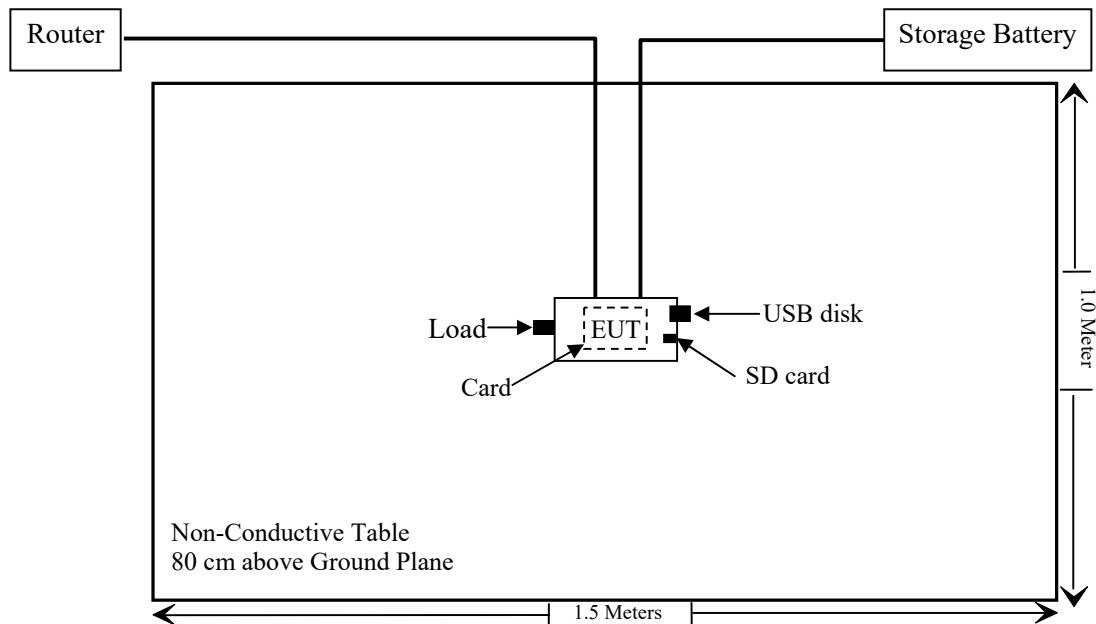 Router
Storage Battery
Load
EUT
USB disk
Card
SD card
1.0 Meter
Non-Conductive Table
80 cm above Ground Plane
1.5 Meters